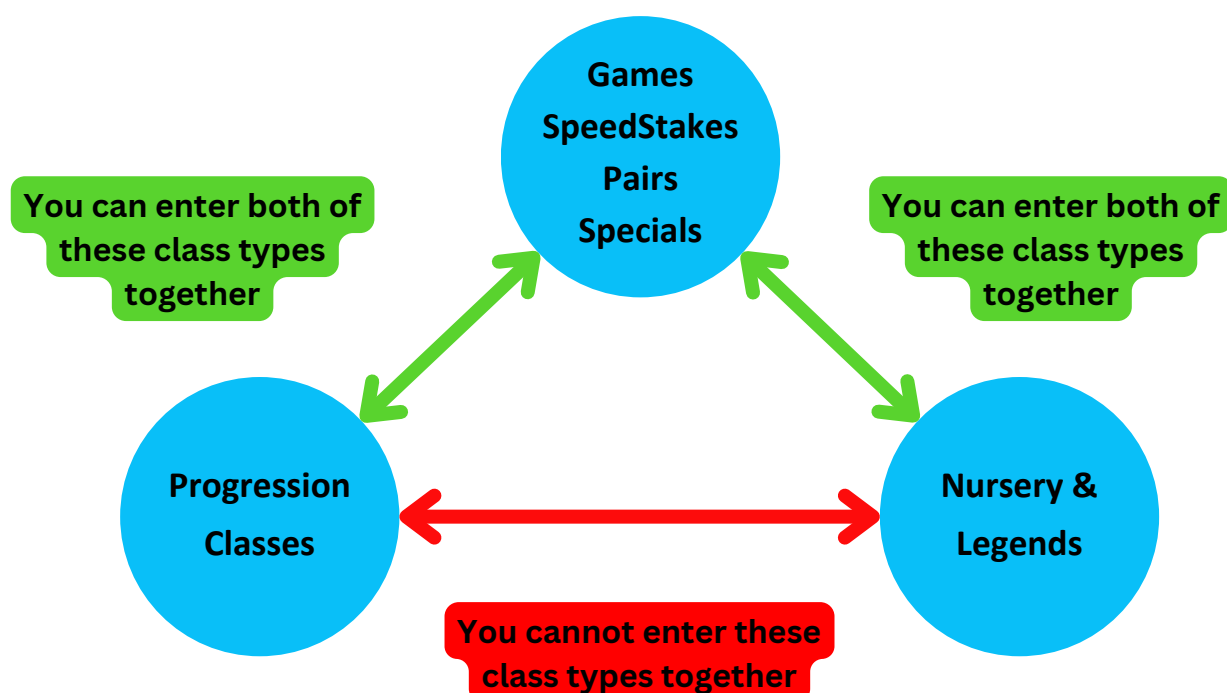 Games
SpeedStakes
Pairs
Specials
You can enter both of
these class types
together
You can enter both of
these class types
together
Progression
Classes
Nursery &
Legends
You cannot enter these
class types together